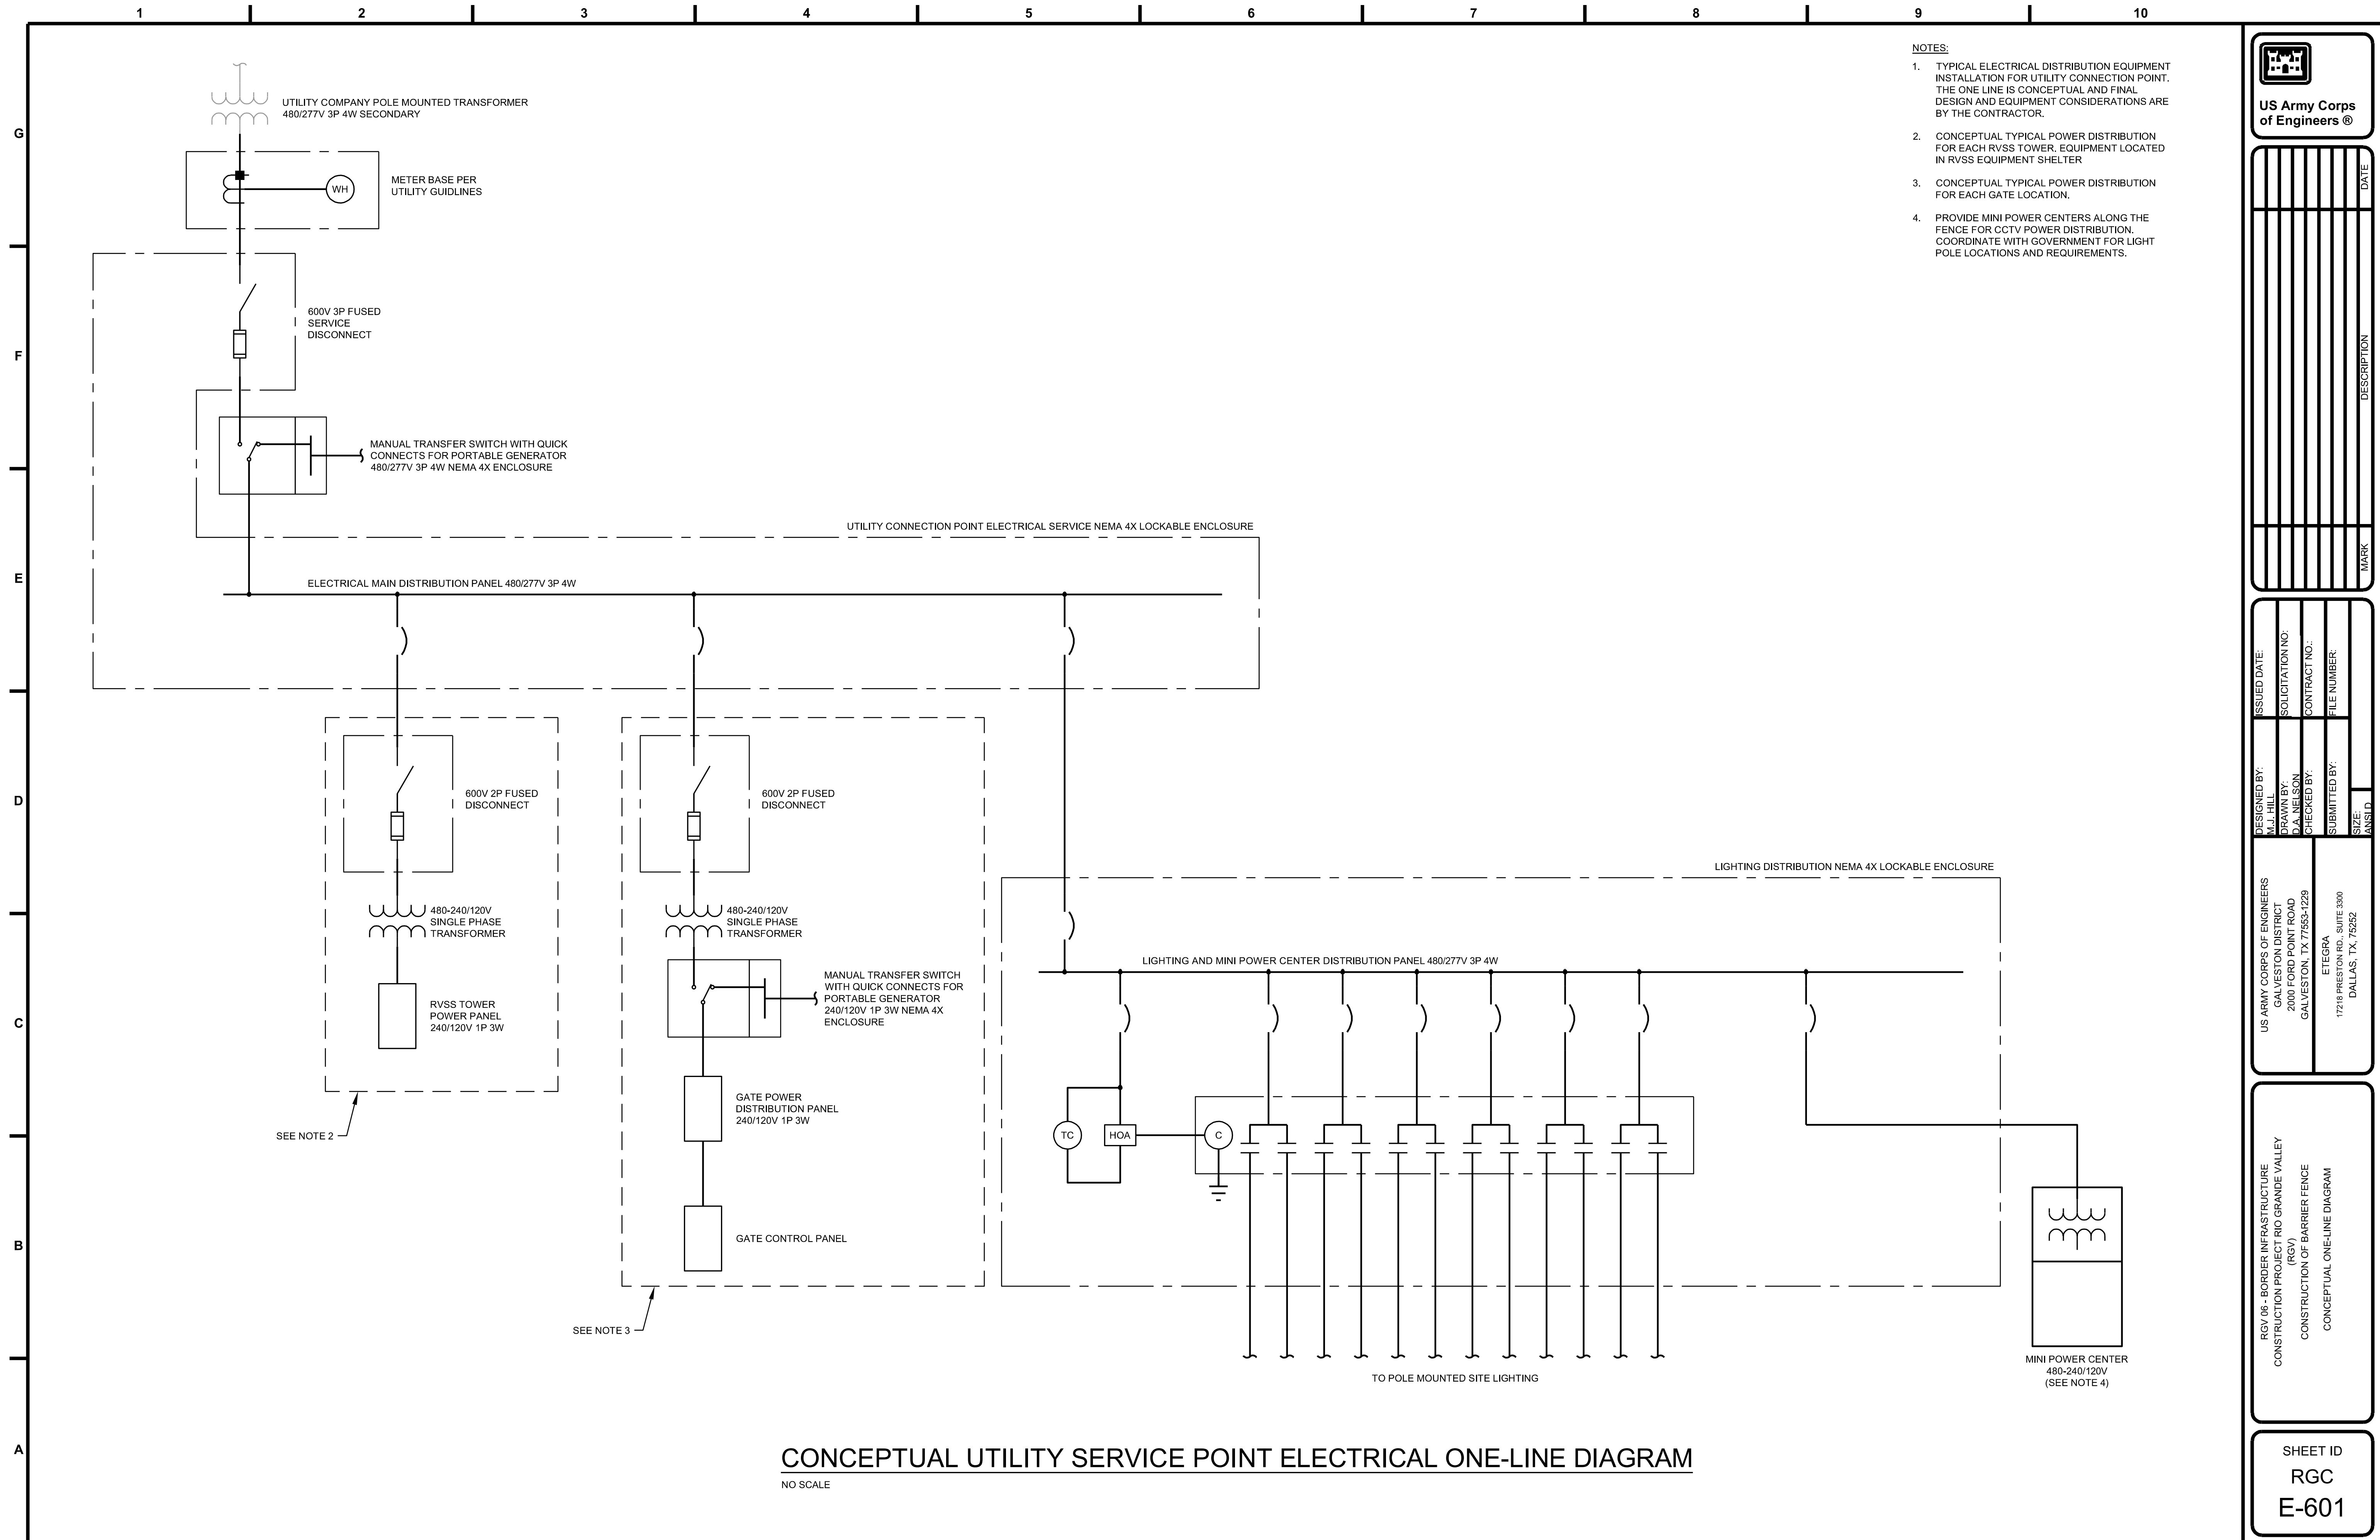 1 2 3 4 5 6 7 8 9 10
G
F
E
D
C
B
A
UTILITY COMPANY POLE MOUNTED TRANSFORMER
480/277V 3P 4W SECONDARY
WH
METER BASE PER
UTILITY GUIDLINES
600V 3P FUSED
SERVICE
DISCONNECT
MANUAL TRANSFER SWITCH WITH QUICK
CONNECTS FOR PORTABLE GENERATOR
480/277V 3P 4W NEMA 4X ENCLOSURE
UTILITY CONNECTION POINT ELECTRICAL SERVICE NEMA 4X LOCKABLE ENCLOSURE
ELECTRICAL MAIN DISTRIBUTION PANEL 480/277V 3P 4W
600V 2P FUSED
DISCONNECT
480-240/120V
SINGLE PHASE
TRANSFORMER
RVSS TOWER
POWER PANEL
240/120V 1P 3W
SEE NOTE 2
600V 2P FUSED
DISCONNECT
480-240/120V
SINGLE PHASE
TRANSFORMER
MANUAL TRANSFER SWITCH
WITH QUICK CONNECTS FOR
PORTABLE GENERATOR
240/120V 1P 3W NEMA 4X
ENCLOSURE
GATE POWER
DISTRIBUTION PANEL
240/120V 1P 3W
GATE CONTROL PANEL
SEE NOTE 3
LIGHTING DISTRIBUTION NEMA 4X LOCKABLE ENCLOSURE
LIGHTING AND MINI POWER CENTER DISTRIBUTION PANEL 480/277V 3P 4W
TC
HOA
C
TO POLE MOUNTED SITE LIGHTING
MINI POWER CENTER
480-240/120V
(SEE NOTE 4)
CONCEPTUAL UTILITY SERVICE POINT ELECTRICAL ONE-LINE DIAGRAM
NO SCALE
NOTES:
1. TYPICAL ELECTRICAL DISTRIBUTION EQUIPMENT
INSTALLATION FOR UTILITY CONNECTION POINT.
THE ONE LINE IS CONCEPTUAL AND FINAL
DESIGN AND EQUIPMENT CONSIDERATIONS ARE
BY THE CONTRACTOR.
2. CONCEPTUAL TYPICAL POWER DISTRIBUTION
FOR EACH RVSS TOWER. EQUIPMENT LOCATED
IN RVSS EQUIPMENT SHELTER
3. CONCEPTUAL TYPICAL POWER DISTRIBUTION
FOR EACH GATE LOCATION.
4. PROVIDE MINI POWER CENTERS ALONG THE
FENCE FOR CCTV POWER DISTRIBUTION.
COORDINATE WITH GOVERNMENT FOR LIGHT
POLE LOCATIONS AND REQUIREMENTS.
US Army Corps
of Engineers ®
DATE
DESCRIPTION
MARK
ISSUED DATE:
SOLICITATION NO:
CONTRACT NO.:
FILE NUMBER:
DESIGNED BY:
M.J. HILL
DRAWN BY:
D.A. NELSON
CHECKED BY:
SUBMITTED BY:
SIZE:
ANSI D
US ARMY CORPS OF ENGINEERS
GALVESTON DISTRICT
2000 FORD POINT ROAD
GALVESTON, TX 77553-1229
ETEGRA
17218 PRESTON RD., SUITE 3300
DALLAS, TX, 75252
RGV 06 - BORDER INFRASTRUCTURE
CONSTRUCTION PROJECT RIO GRANDE VALLEY
(RGV)
CONSTRUCTION OF BARRIER FENCE
CONCEPTUAL ONE-LINE DIAGRAM
SHEET ID
RGC
E-601